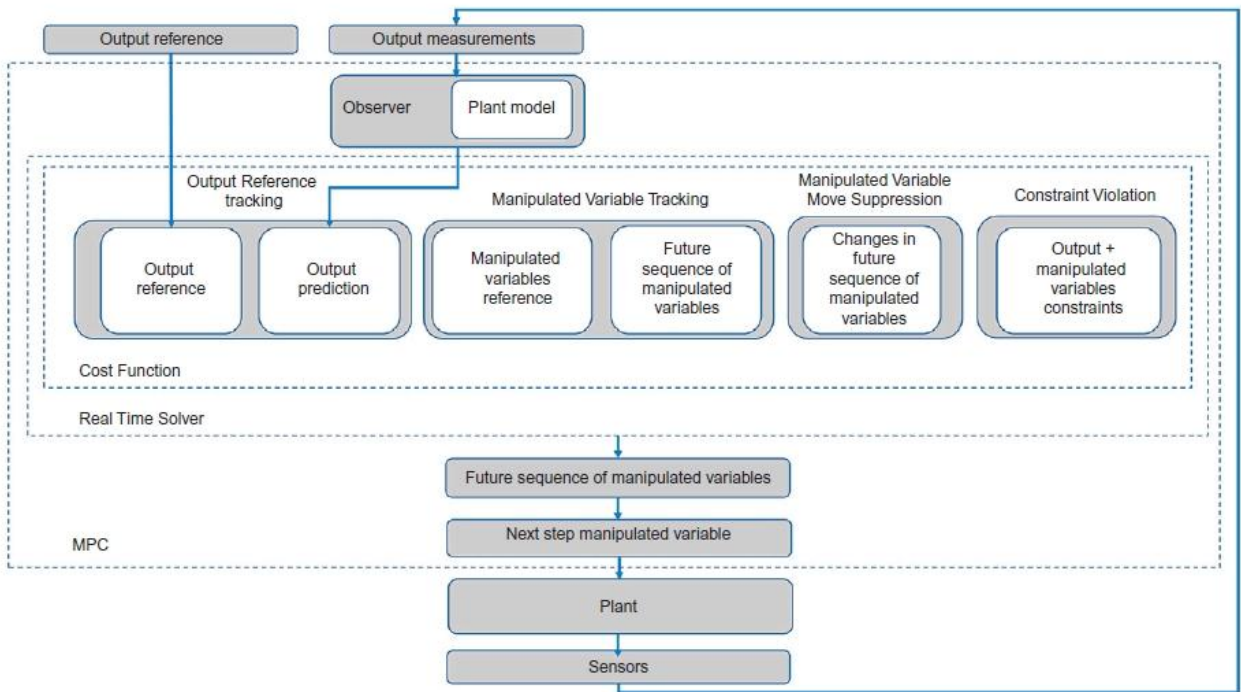 Output reference
Output measurements
Observer
Plant model
Output Reference
tracking
Manipulated Variable Tracking
Manipulated Variable
Move Suppression
Constraint Violation
Output
reference
Output
prediction
Manipulated
variables
reference
Future
sequence of
manipulated
variables
Changes in
future
sequence of
manipulated
variables
Output +
manipulated
variables
constraints
Cost Function
Real Time Solver
Future sequence of manipulated variables
Next step manipulated variable
MPC
Plant
Sensors